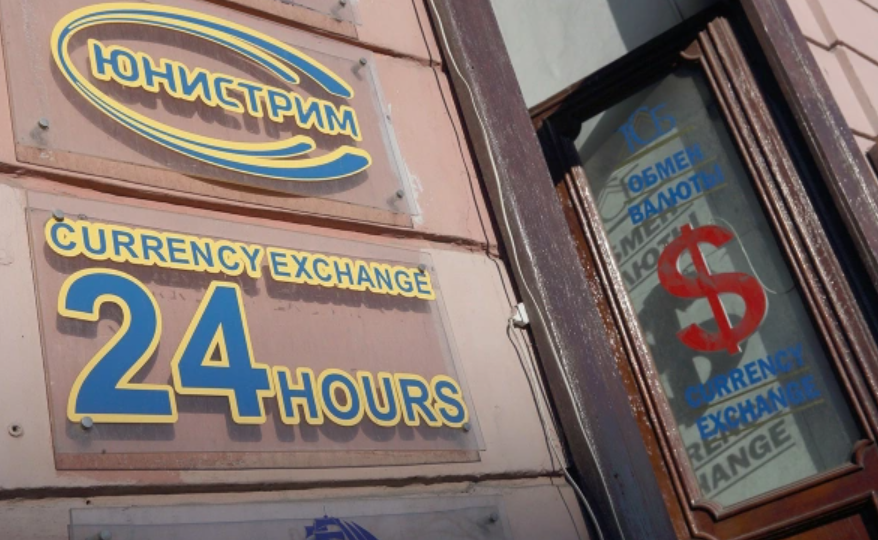 ЮНИСТРИМ
CURRENCY EXCHANGE
24 HOURS
ОБМЕН
ВАЛЮТЫ
$
CURRENCY
EXCHANGE